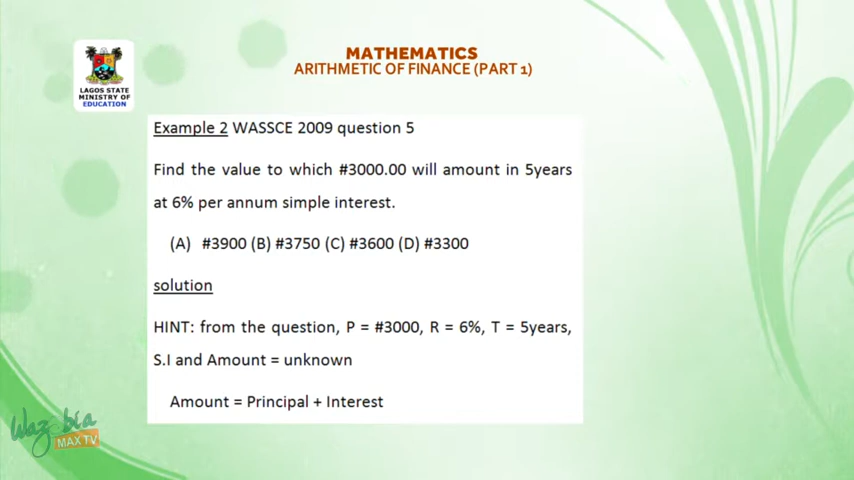 MATHEMATICS
ARITHMETIC OF FINANCE (PART 1)
LAGOS STATE
MINISTRY OF
EDUCATION
Example 2 WASSCE 2009 question 5
Find the value to which #3000.00 will amount in 5years
at 6% per annum simple interest.
(A) #3900 (B) #3750 (C) #3600 (D) #3300
solution
HINT: from the question, P = #3000, R = 6%, T = 5years,
S.I and Amount = unknown
Amount = Principal + Interest
Wazobia
MAX TV